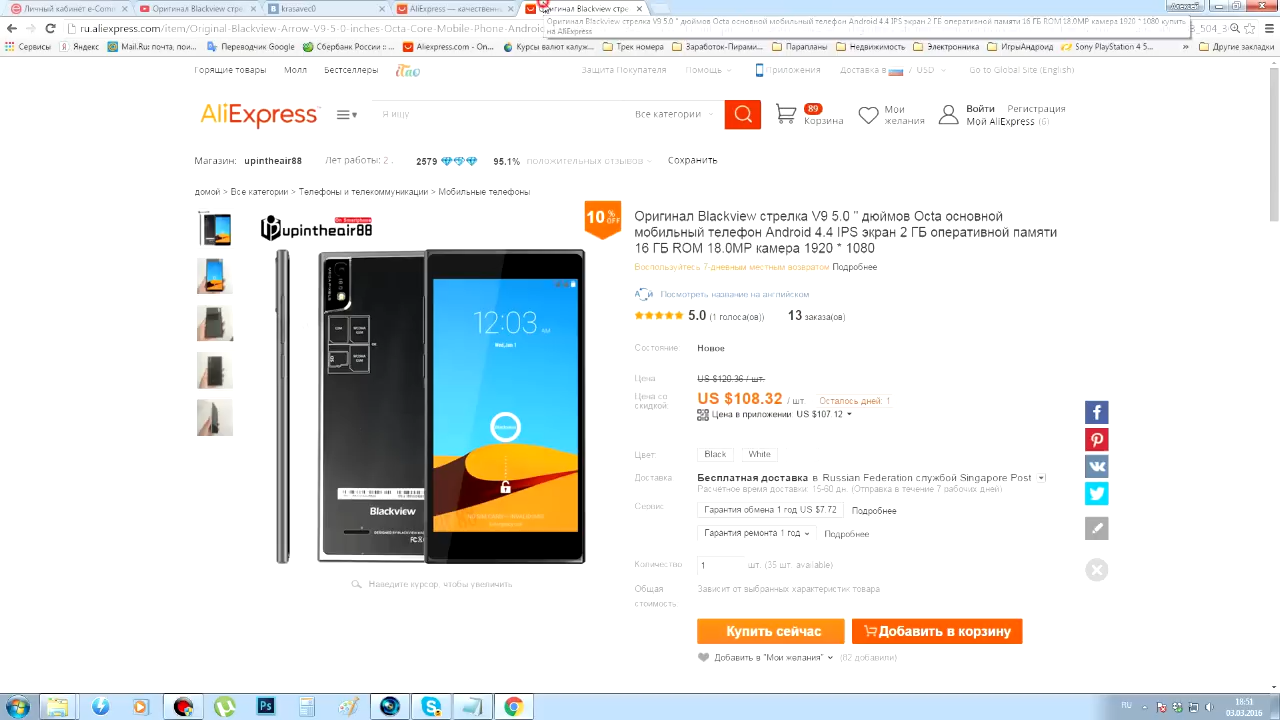 Личный кабинет e-Com
Оригинал Blackview
krasavec0
AliExpress — качественны
Оригинал Blackview стре
Оригинал Blackview стрелка V9 5.0 " дюймов Octa основной мобильный телефон Android 4.4 IPS экран 2 ГБ оперативной памяти 16 ГБ ROM 18.0MP камера 1920 * 1080 купить
на AliExpress
ru.aliexpress.com/item/Original-Blackview-Arrow-V9-5-0-inches-Octa-Core-Mobile-Phone-Android
Сервисы
Яндекс
Mail.Ru почта, пои...
Переводчик Google
Сбербанк России - ...
Aliexpress.com - On...
Курсы валют калуж...
Трек номера
Заработок-Пирами...
Парапланы
Недвижимость
Электронника
ИгрыАндроид
Sony PlayStation 4 5...
Другие закладки
Горящие товары Молл Бестселлеры iTao
Защита Покупателя Помощь Приложения Доставка в / USD Go to Global Site (English)
AliExpress
Я ищу
Все категории
89
Корзина
Мои
желания
Войти Регистрация
Мой AliExpress (6)
Магазин: upintheair88 Лет работы: 2 . 2579 95.1% положительных отзывов Сохранить
домой > Все категории > Телефоны и телекоммуникации > Мобильные телефоны
upintheair88
10 % OFF
12:03 AM
Wed, Jan 1
Blackview
Blackview
Наведите курсор, чтобы увеличить
Оригинал Blackview стрелка V9 5.0 " дюймов Octa основной
мобильный телефон Android 4.4 IPS экран 2 ГБ оперативной памяти
16 ГБ ROM 18.0MP камера 1920 * 1080
Воспользуйтесь 7-дневным местным возвратом Подробнее
Посмотреть название на английском
5.0 (1 голоса(ов)) 13 заказа(ов)
Состояние: Новое
Цена: US $120.36 / шт.
Цена со
скидкой: US $108.32 / шт. Осталось дней: 1
Цена в приложении: US $107.12
Цвет: Black White
Доставка: Бесплатная доставка в Russian Federation службой Singapore Post
Расчётное время доставки: 15-60 дн. (Отправка в течение 7 рабочих дней)
Сервис: Гарантия обмена 1 год US $7.72 Подробнее
Гарантия ремонта 1 год Подробнее
Количество: 1 шт. (35 шт. available)
Общая
стоимость: Зависит от выбранных характеристик товара
Купить сейчас
Добавить в корзину
Добавить в "Мои желания" (82 добавили)
RU
18:51
03.03.2016